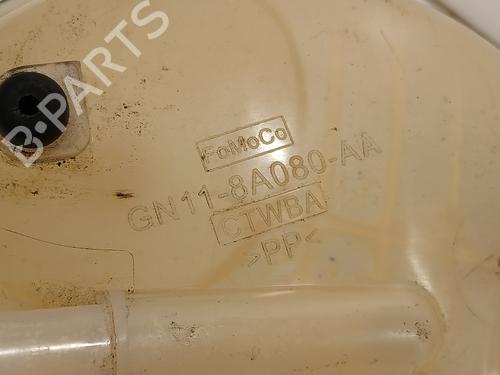 B·PARTS
FoMoCo
GN11-8A080-AA
CTWBA
>PP<